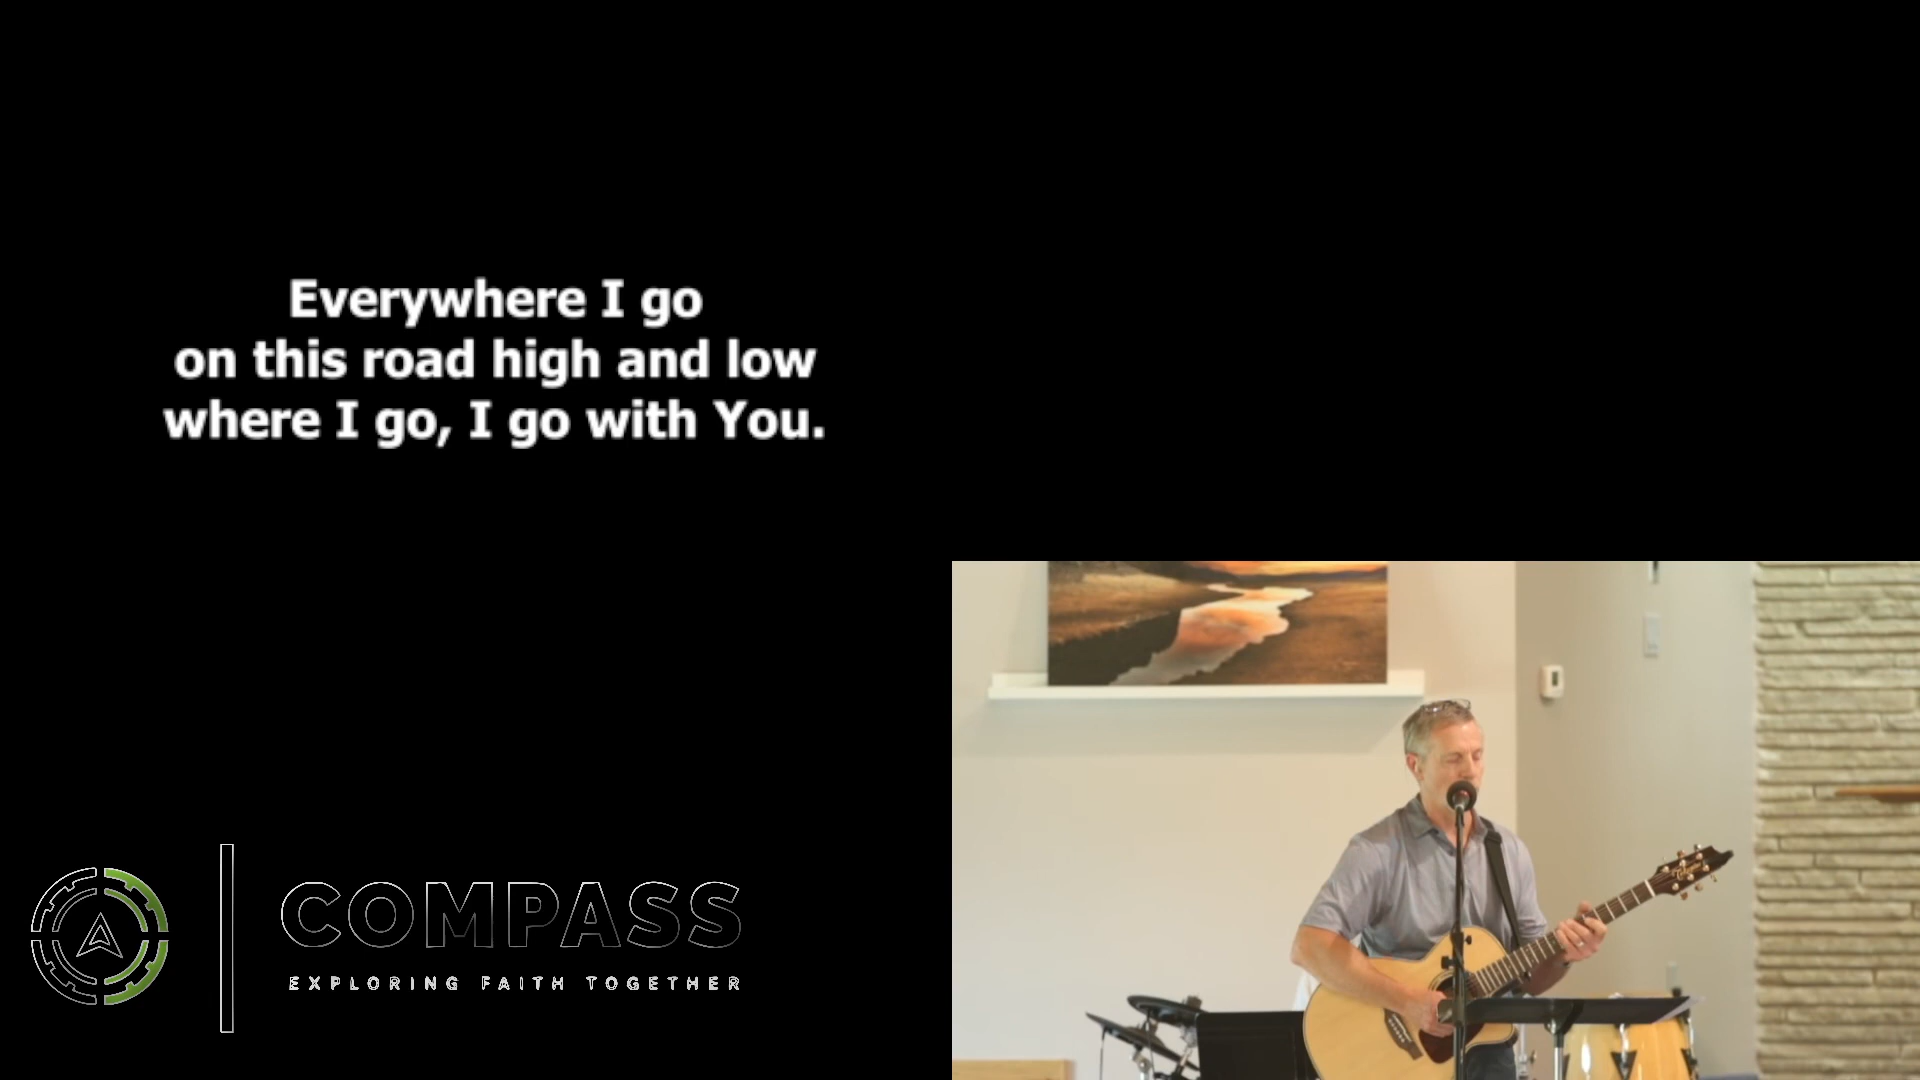 Everywhere I go
on this road high and low
where I go, I go with You.
COMPASS
EXPLORING FAITH TOGETHER